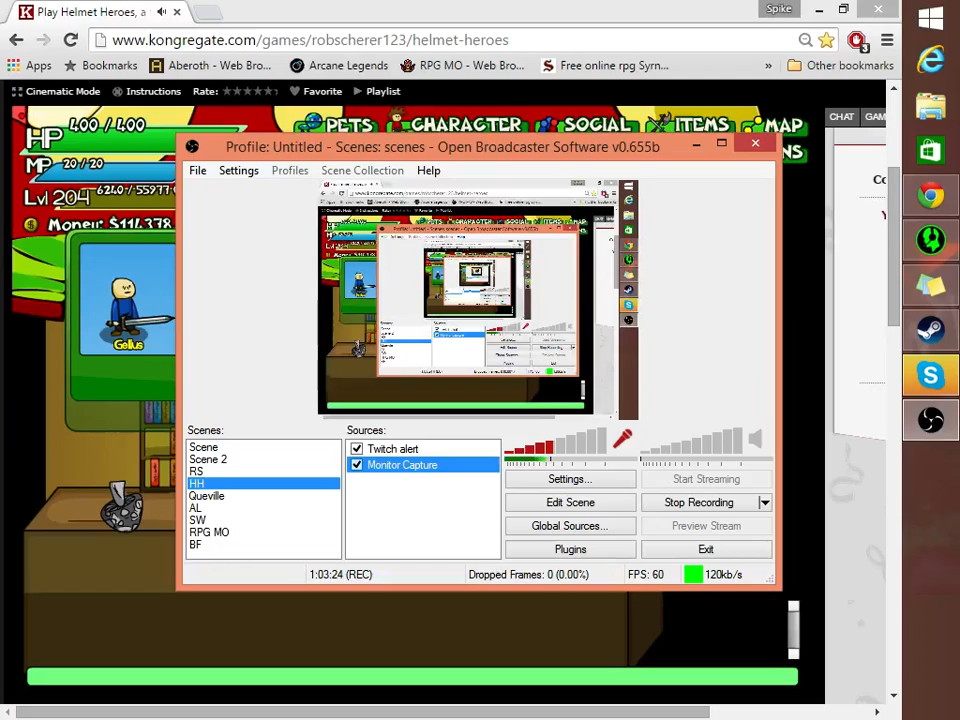 Play Helmet Heroes, a
Spike
www.kongregate.com/games/robscherer123/helmet-heroes
Apps
Bookmarks
Aberoth - Web Bro...
Arcane Legends
RPG MO - Web Bro...
Free online rpg Syrn...
»
Other bookmarks
3
Cinematic Mode
Instructions
Rate:
Favorite
Playlist
HP 400 / 400
MP 20 / 20
Lvl 204
PETS
CHARACTER
SOCIAL
ITEMS
MAP
CHAT
GAM
Co
Y
Gellus
Profile: Untitled - Scenes: scenes - Open Broadcaster Software v0.655b
File Settings Profiles Scene Collection Help
Scenes:
Scene
Scene 2
RS
HH
Queville
AL
SW
RPG MO
BF
Sources:
Twitch alert
Monitor Capture
Settings...
Start Streaming
Edit Scene
Stop Recording
Global Sources...
Preview Stream
Plugins
Exit
1:03:24 (REC)
Dropped Frames: 0 (0.00%)
FPS: 60
120kb/s